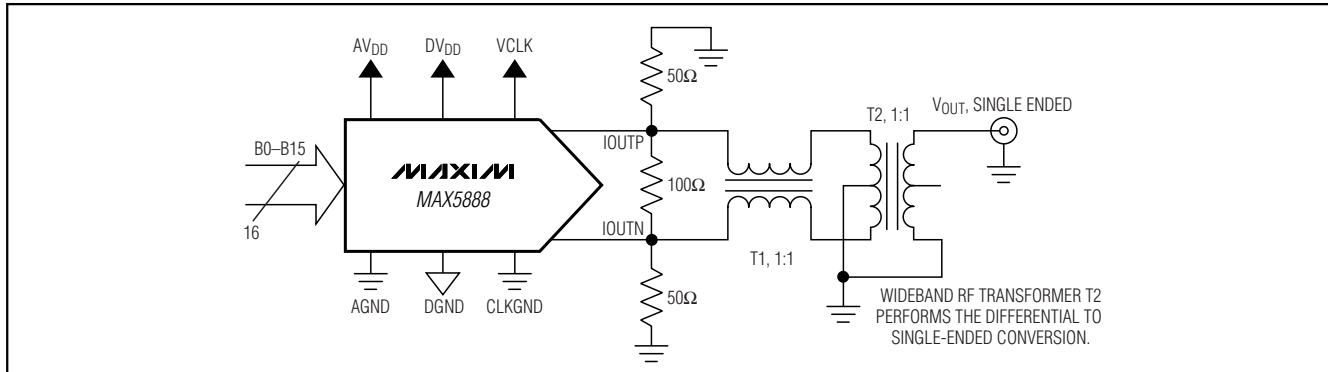 AVDD
DVDD
VCLK
50Ω
VOUT, SINGLE ENDED
T2, 1:1
IOUTP
B0–B15
MAXIM
MAX5888
100Ω
16
IOUTN
T1, 1:1
50Ω
AGND
DGND
CLKGND
WIDEBAND RF TRANSFORMER T2
PERFORMS THE DIFFERENTIAL TO
SINGLE-ENDED CONVERSION.